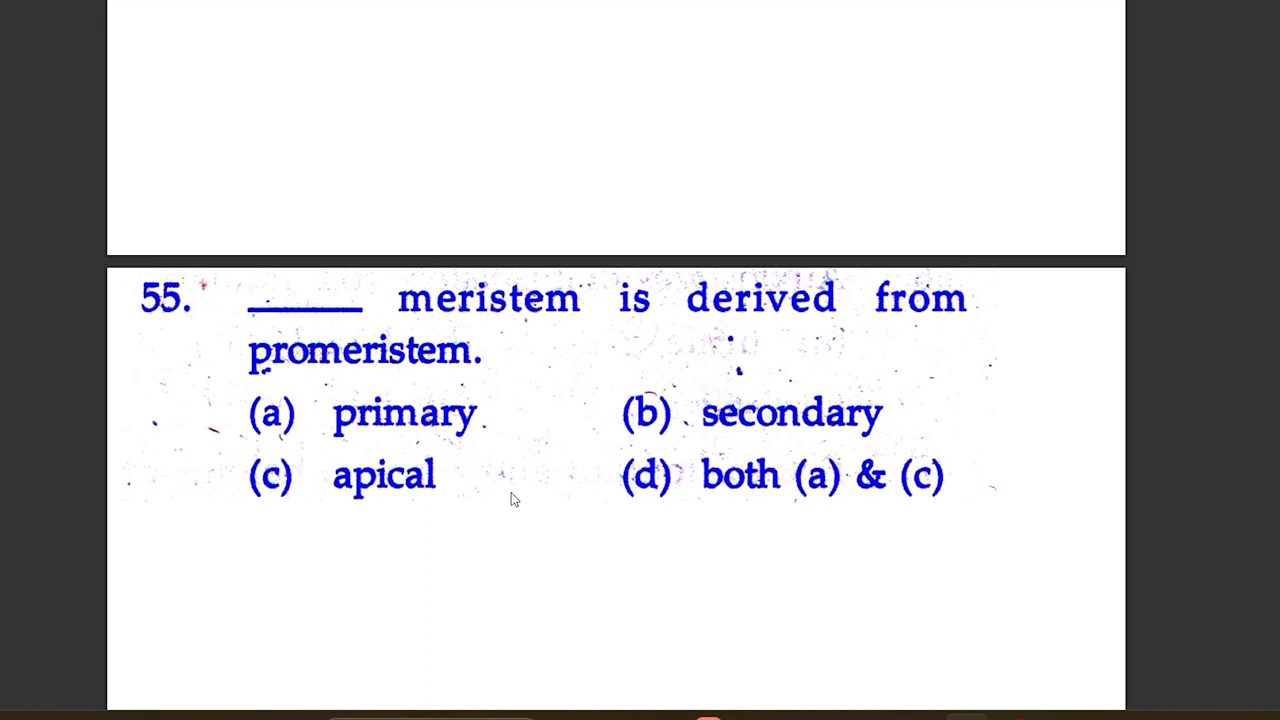 55. ______ meristem is derived from
promeristem.
(a) primary (b) secondary
(c) apical (d) both (a) & (c)